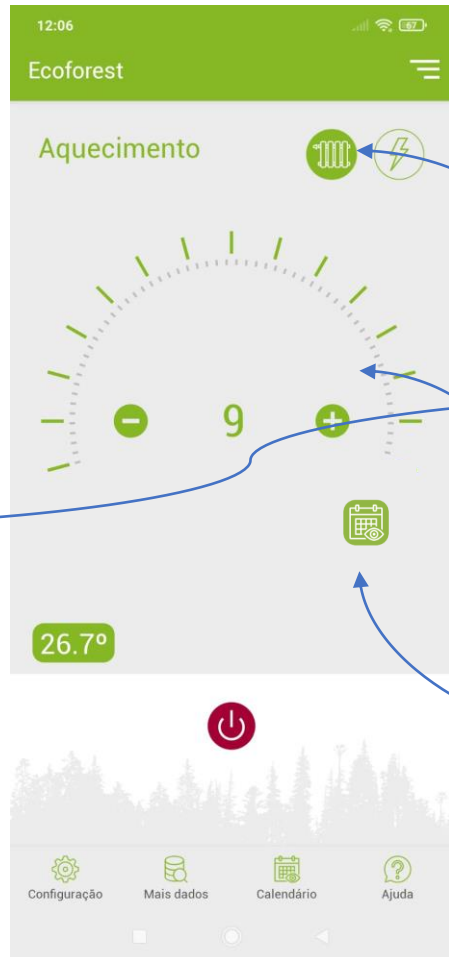 12:06
67
Ecoforest
Aquecimento
9
26.7º
Configuração
Mais dados
Calendário
Ajuda